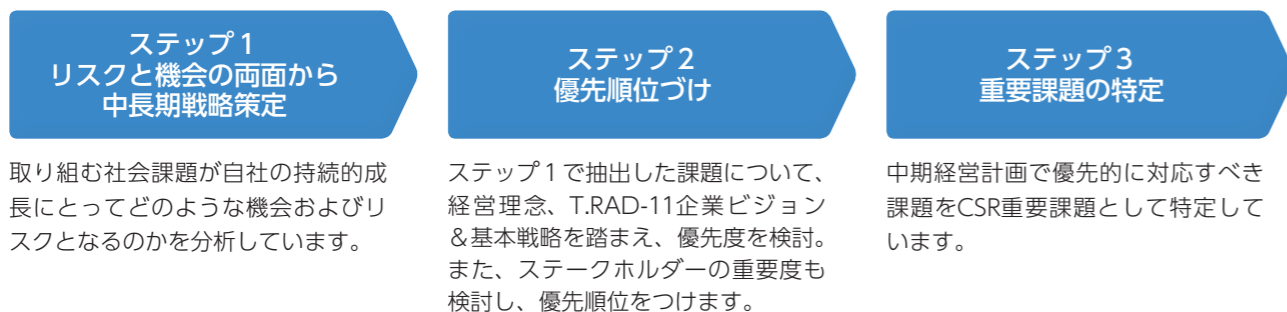 ステップ1
リスクと機会の両面から
中長期戦略策定
取り組む社会課題が自社の持続的成
長にとってどのような機会およびリ
スクとなるのかを分析しています。
ステップ2
優先順位づけ
ステップ1で抽出した課題について、
経営理念、T.RAD-11企業ビジョン
&基本戦略を踏まえ、優先度を検討。
また、ステークホルダーの重要度も
検討し、優先順位をつけます。
ステップ3
重要課題の特定
中期経営計画で優先的に対応すべき
課題をCSR重要課題として特定して
います。